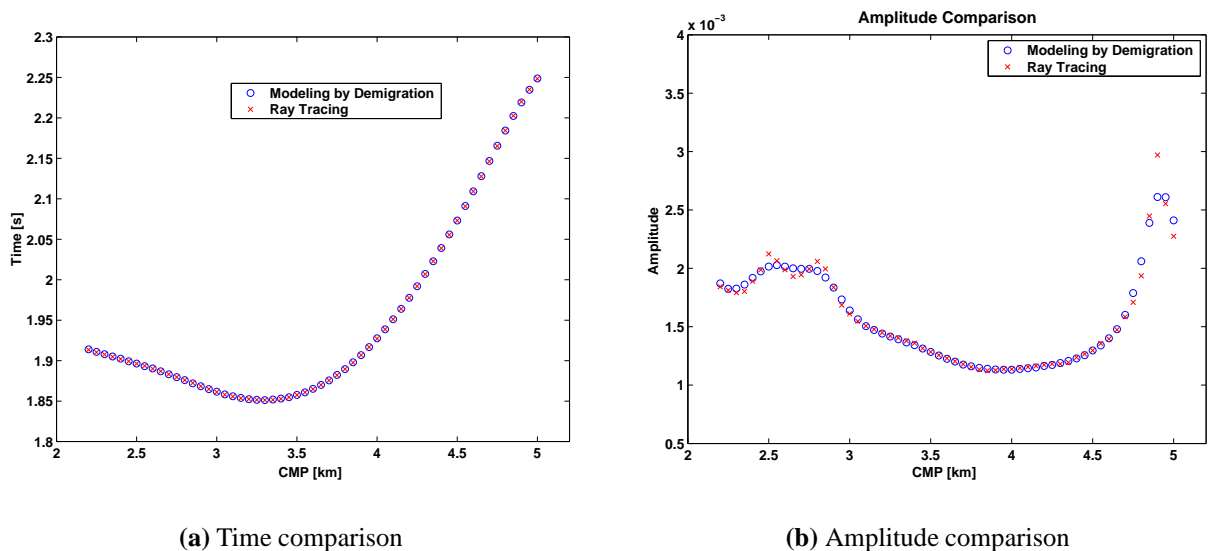 2.3
2.25
2.2
2.15
2.1
2.05
2
1.95
1.9
1.85
1.8
Time [s]
Modeling by Demigration
Ray Tracing
2 2.5 3 3.5 4 4.5 5
CMP [km]
(a) Time comparison
Amplitude Comparison
x 10⁻³
4
3.5
3
2.5
2
1.5
1
0.5
Amplitude
Modeling by Demigration
Ray Tracing
2 2.5 3 3.5 4 4.5 5
CMP [km]
(b) Amplitude comparison